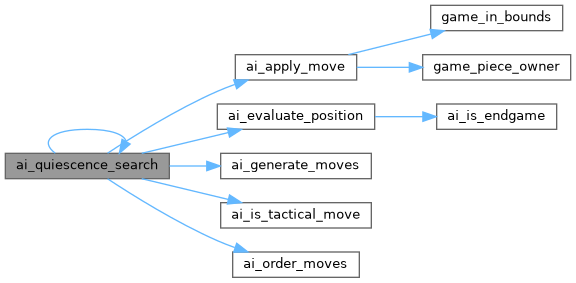 game_in_bounds
ai_apply_move
game_piece_owner
ai_evaluate_position
ai_is_endgame
ai_quiescence_search
ai_generate_moves
ai_is_tactical_move
ai_order_moves